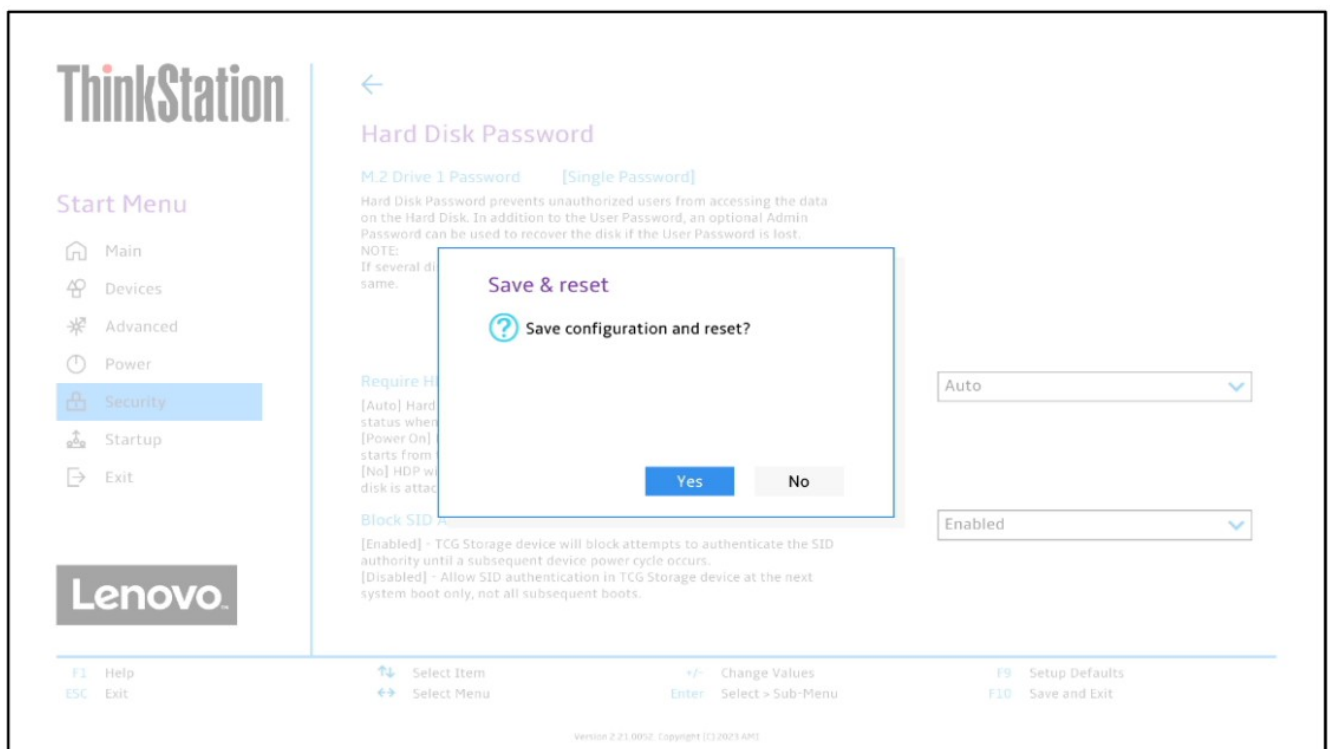 ThinkStation
Start Menu
Main
Devices
Advanced
Power
Security
Startup
Exit
Lenovo
Hard Disk Password
M.2 Drive 1 Password [Single Password]
Hard Disk Password prevents unauthorized users from accessing the data
on the Hard Disk. In addition to the User Password, an optional Admin
Password can be used to recover the disk if the User Password is lost.
NOTE:
If several di
same.
Save & reset
Save configuration and reset?
Yes No
Require H
Auto
[Auto] Hard
status when
[Power On]
starts from
[No] HDP wi
disk is attac
Block SID A
Enabled
[Enabled] - TCG Storage device will block attempts to authenticate the SID
authority until a subsequent device power cycle occurs.
[Disabled] - Allow SID authentication in TCG Storage device at the next
system boot only, not all subsequent boots.
F1 Help ↑↓ Select Item +/- Change Values F9 Setup Defaults
ESC Exit ←→ Select Menu Enter Select > Sub-Menu F10 Save and Exit
Version 2.21.0052. Copyright (C) 2023 AMI